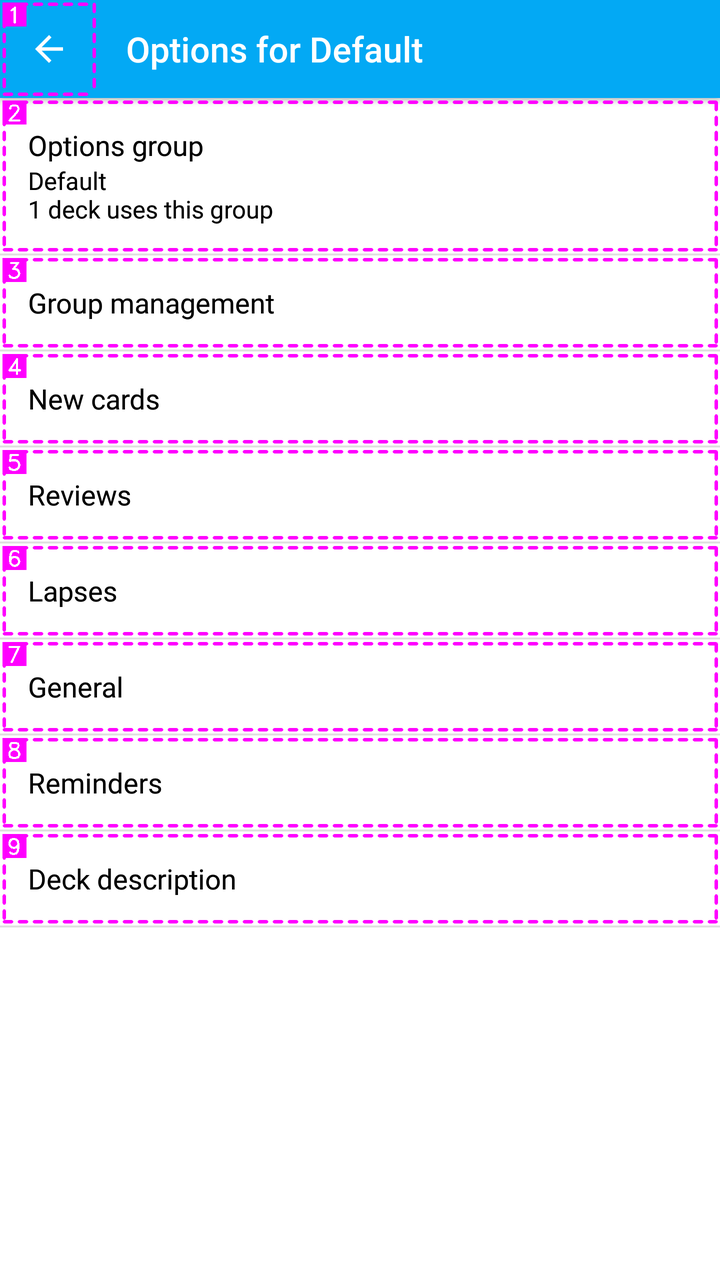 1
Options for Default
2
Options group
Default
1 deck uses this group
3
Group management
4
New cards
5
Reviews
6
Lapses
7
General
8
Reminders
9
Deck description